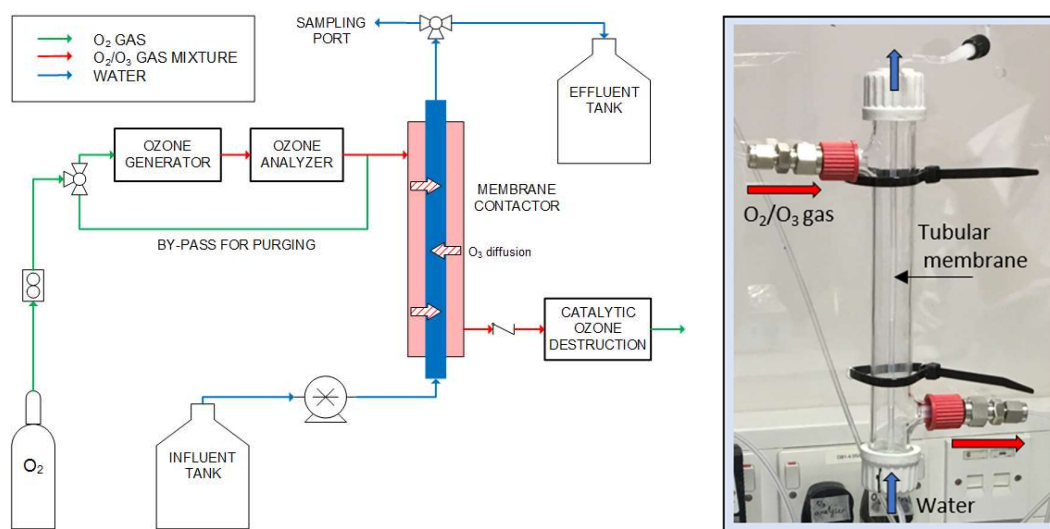 O₂ GAS
O₂/O₃ GAS MIXTURE
WATER
SAMPLING
PORT
EFFLUENT
TANK
OZONE
GENERATOR
OZONE
ANALYZER
BY-PASS FOR PURGING
MEMBRANE
CONTACTOR
O₃ diffusion
CATALYTIC
OZONE
DESTRUCTION
INFLUENT
TANK
O₂
O₂/O₃ gas
Tubular
membrane
Water